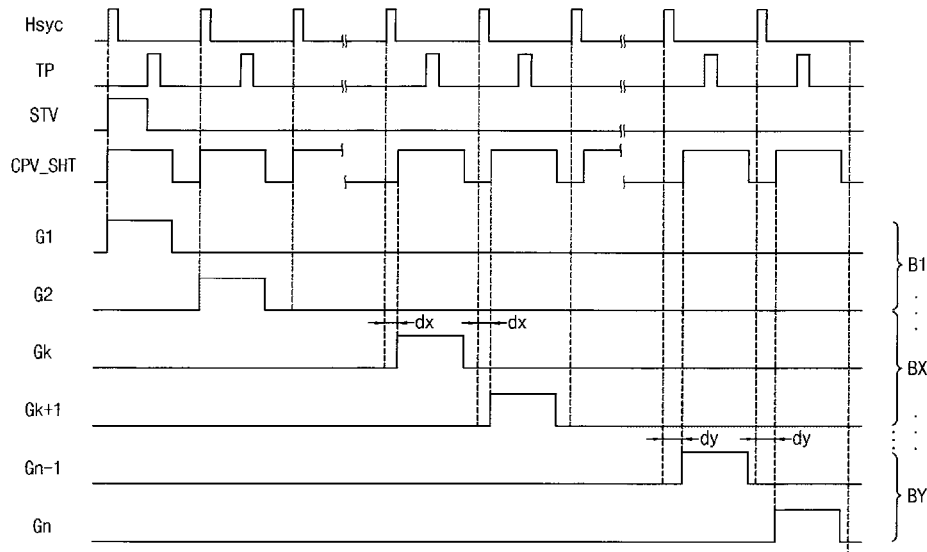 Hsyc
TP
STV
CPV_SHT
G1
B1
G2
dx dx
Gk
BX
Gk+1
dy dy
Gn-1
BY
Gn